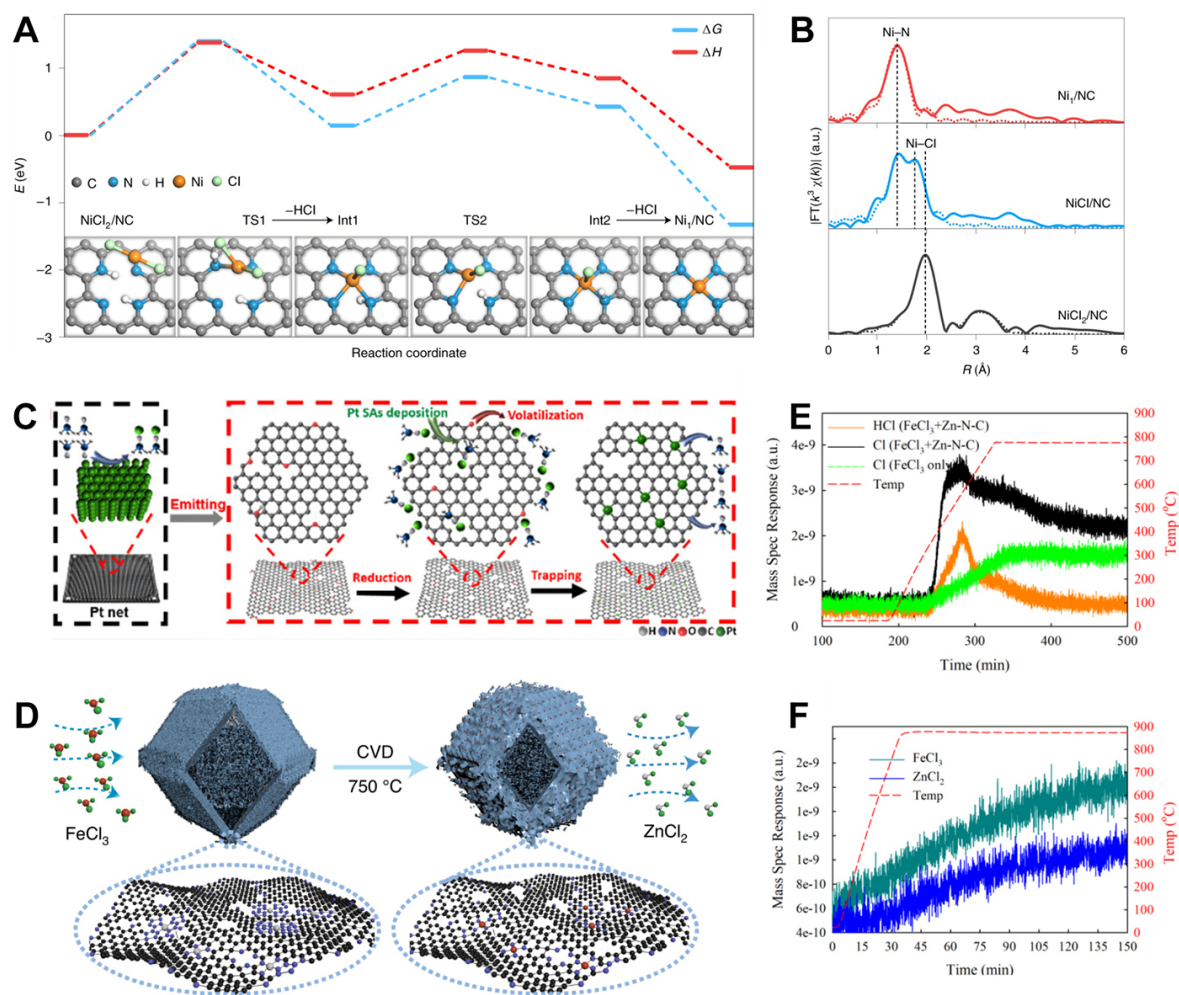 A
ΔG
ΔH
1
0
−1
−2
−3
E (eV)
C N H Ni Cl
NiCl2/NC TS1 −HCl Int1 TS2 Int2 −HCl Ni1/NC
Reaction coordinate
B
Ni–N
Ni1/NC
Ni–Cl
NiCl/NC
NiCl2/NC
|FT(k³ χ(k)| (a.u.)
0 1 2 3 4 5 6
R (Å)
C
Pt SAs deposition
Volatilization
Emitting
Pt net
Reduction
Trapping
H N O C Pt
D
FeCl3
CVD
750 °C
ZnCl2
E
HCl (FeCl3+Zn-N-C)
Cl (FeCl3+Zn-N-C)
Cl (FeCl3 only
Temp
4e-9
3e-9
2e-9
1e-9
0
Mass Spec Response (a.u.)
900
800
700
600
500
400
300
200
100
0
Temp (°C)
100 200 300 400 500
Time (min)
F
FeCl3
ZnCl2
Temp
2e-9
2e-9
1e-9
1e-9
1e-9
8e-10
6e-10
4e-10
Mass Spec Response (a.u.)
900
800
700
600
500
400
300
200
100
0
Temp (°C)
0 15 30 45 60 75 90 105 120 135 150
Time (min)